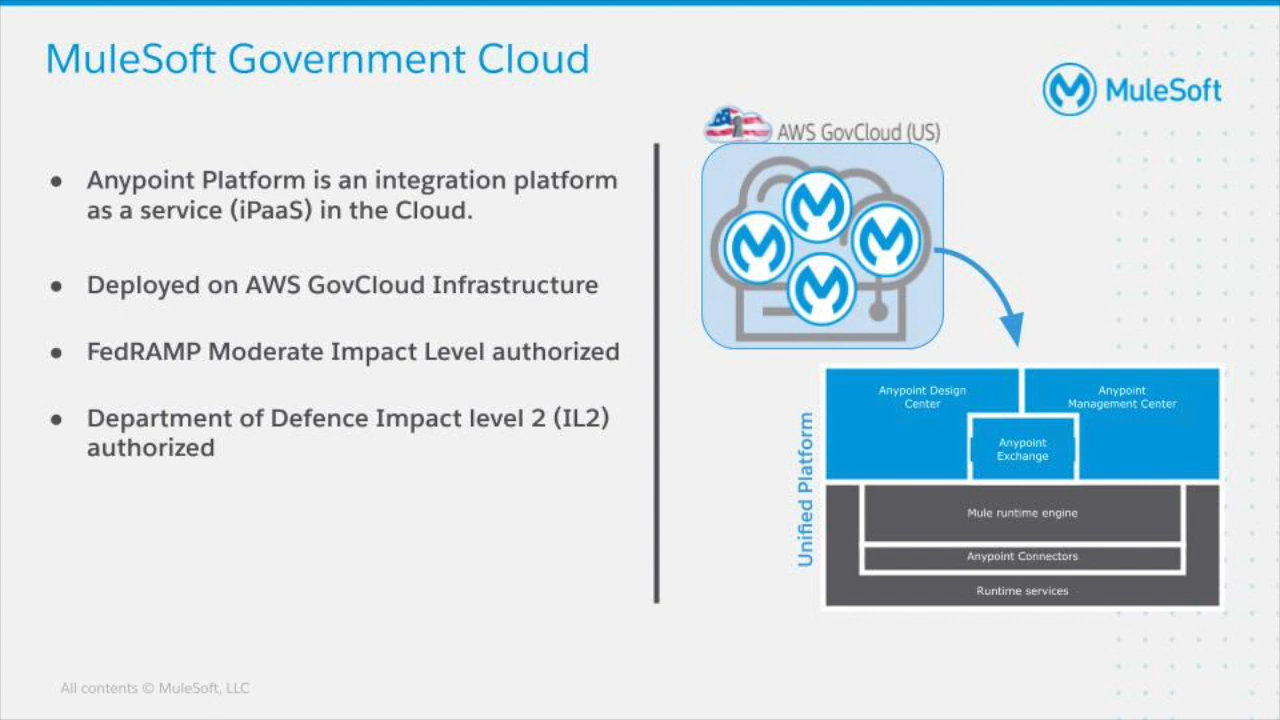 MuleSoft Government Cloud
MuleSoft
● Anypoint Platform is an integration platform
as a service (iPaaS) in the Cloud.
● Deployed on AWS GovCloud Infrastructure
● FedRAMP Moderate Impact Level authorized
● Department of Defence Impact level 2 (IL2)
authorized
AWS GovCloud (US)
Unified Platform
Anypoint Design
Center
Anypoint
Management Center
Anypoint
Exchange
Mule runtime engine
Anypoint Connectors
Runtime services
All contents © MuleSoft, LLC